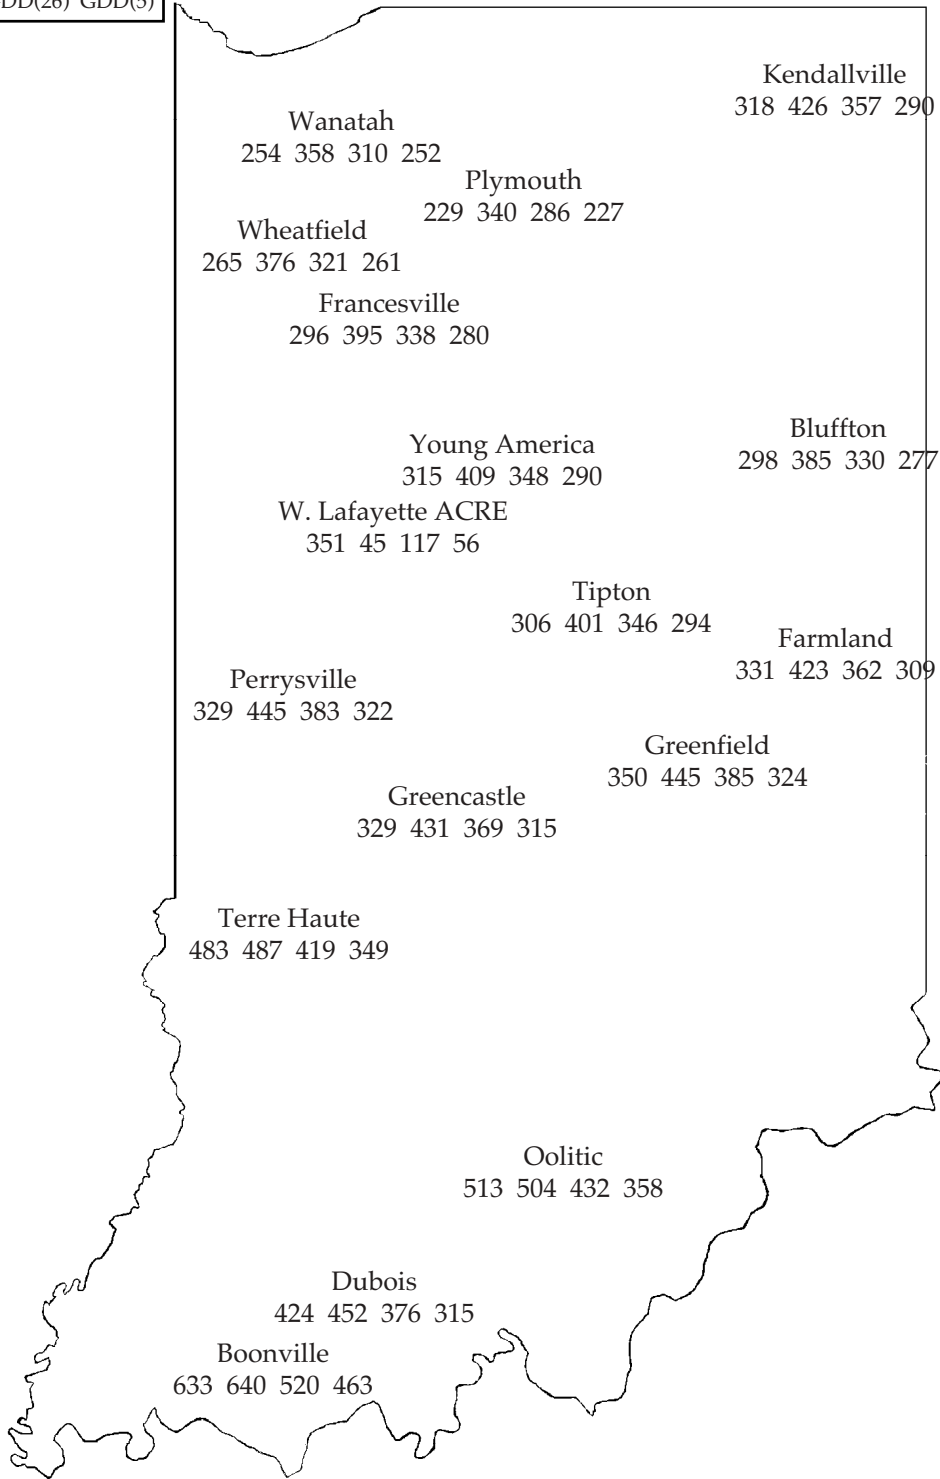 GDD(5)
Kendallville
318 426 357 290
Wanatah
254 358 310 252
Plymouth
229 340 286 227
Wheatfield
265 376 321 261
Francesville
296 395 338 280
Bluffton
298 385 330 277
Young America
315 409 348 290
W. Lafayette ACRE
351 45 117 56
Tipton
306 401 346 294
Farmland
331 423 362 309
Perrysville
329 445 383 322
Greenfield
350 445 385 324
Greencastle
329 431 369 315
Terre Haute
483 487 419 349
Oolitic
513 504 432 358
Dubois
424 452 376 315
Boonville
633 640 520 463